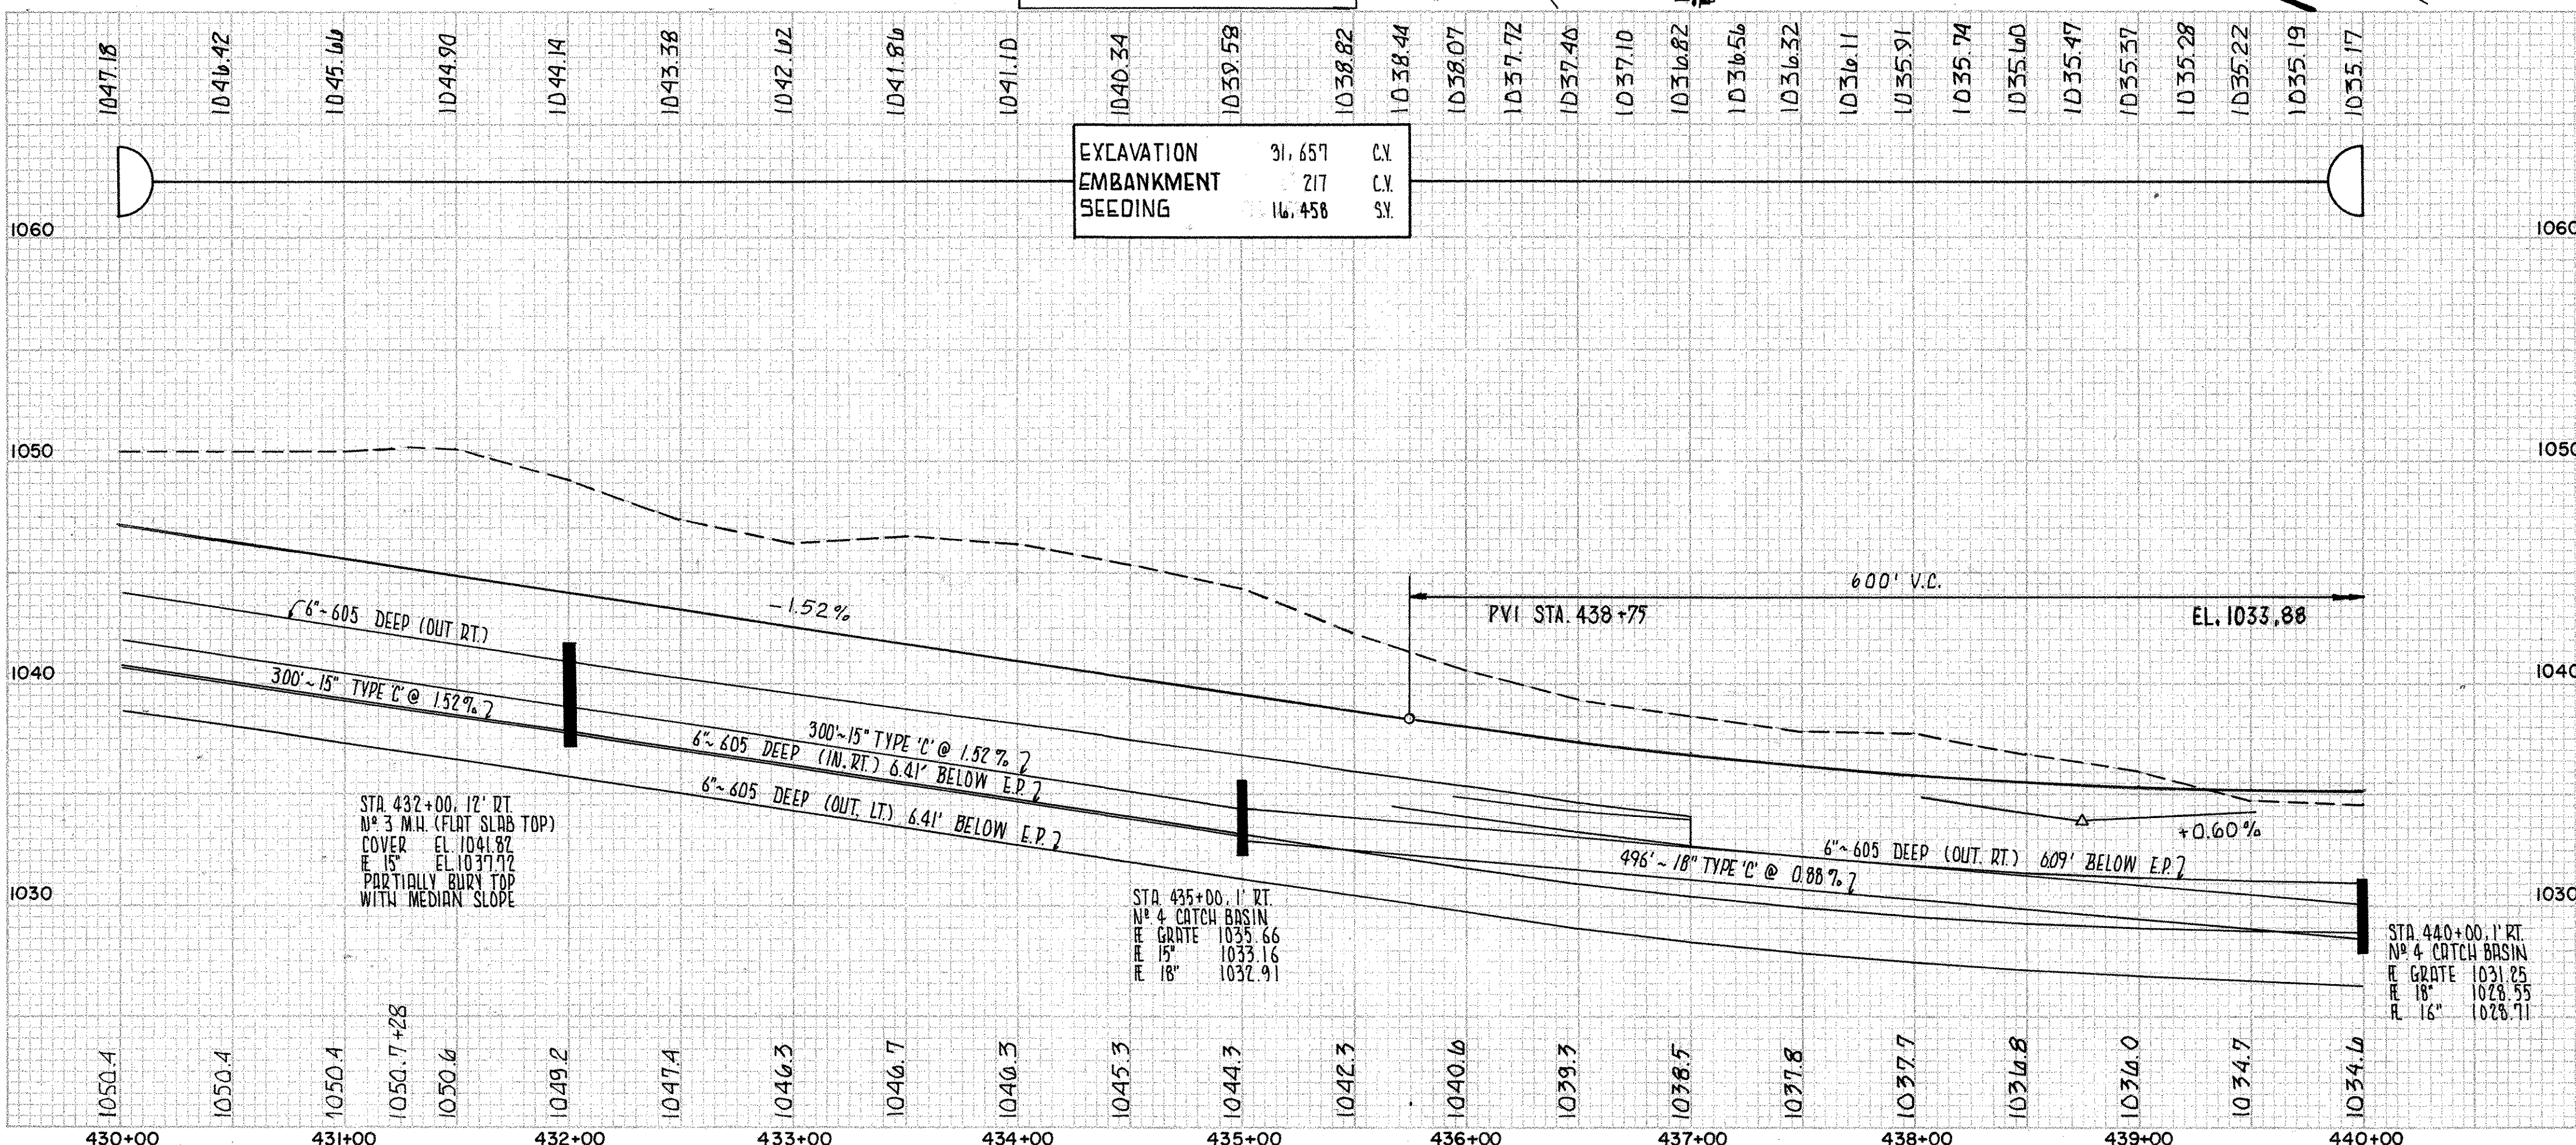 1047.18 1046.42 1045.66 1044.90 1044.14 1043.38 1042.62 1041.86 1041.10 1040.34 1039.58 1038.82 1038.44 1038.07 1037.72 1037.40 1037.10 1036.82 1036.56 1036.32 1036.11 1035.91 1035.74 1035.60 1035.47 1035.37 1035.28 1035.22 1035.19 1035.17
EXCAVATION 31,657 C.Y.
EMBANKMENT 217 C.Y.
SEEDING 16,458 S.Y.
1060 1060
1050 1050
600' V.C.
PVI STA. 438+75 EL. 1033.88
-1.52%
6"~605 DEEP (OUT RT.)
1040 1040
300'~15" TYPE 'C' @ 1.52%
300'~15" TYPE 'C' @ 1.52%
6"~605 DEEP (IN. RT.) 6.41' BELOW E.P.
6"~605 DEEP (OUT. LT.) 6.41' BELOW E.P.
+0.60%
6"~605 DEEP (OUT. RT.) 6.09' BELOW E.P.
496'~18" TYPE 'C' @ 0.88%
1030 1030
STA. 432+00, 12' RT.
Nº 3 M.H. (FLAT SLAB TOP)
COVER EL. 1041.82
FL 15" EL. 1037.72
PARTIALLY BURY TOP
WITH MEDIAN SLOPE
STA. 435+00, 1' RT.
Nº 4 CATCH BASIN
FL GRATE 1035.66
FL 15" 1033.16
FL 18" 1032.91
STA. 440+00, 1' RT.
Nº 4 CATCH BASIN
FL GRATE 1031.25
FL 18" 1028.55
FL 16" 1028.71
1050.4 1050.4 1050.4 1050.7 +28 1050.6 1049.2 1047.4 1046.3 1046.7 1046.3 1045.3 1044.3 1042.3 1040.6 1039.3 1038.5 1037.8 1037.7 1036.8 1036.0 1034.7 1034.6
430+00 431+00 432+00 433+00 434+00 435+00 436+00 437+00 438+00 439+00 440+00